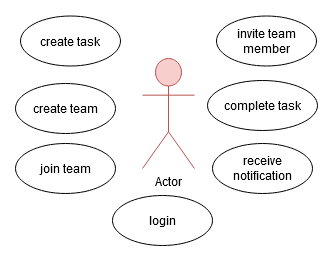 create task
invite team
member
create team
complete task
join team
receive
notification
Actor
login